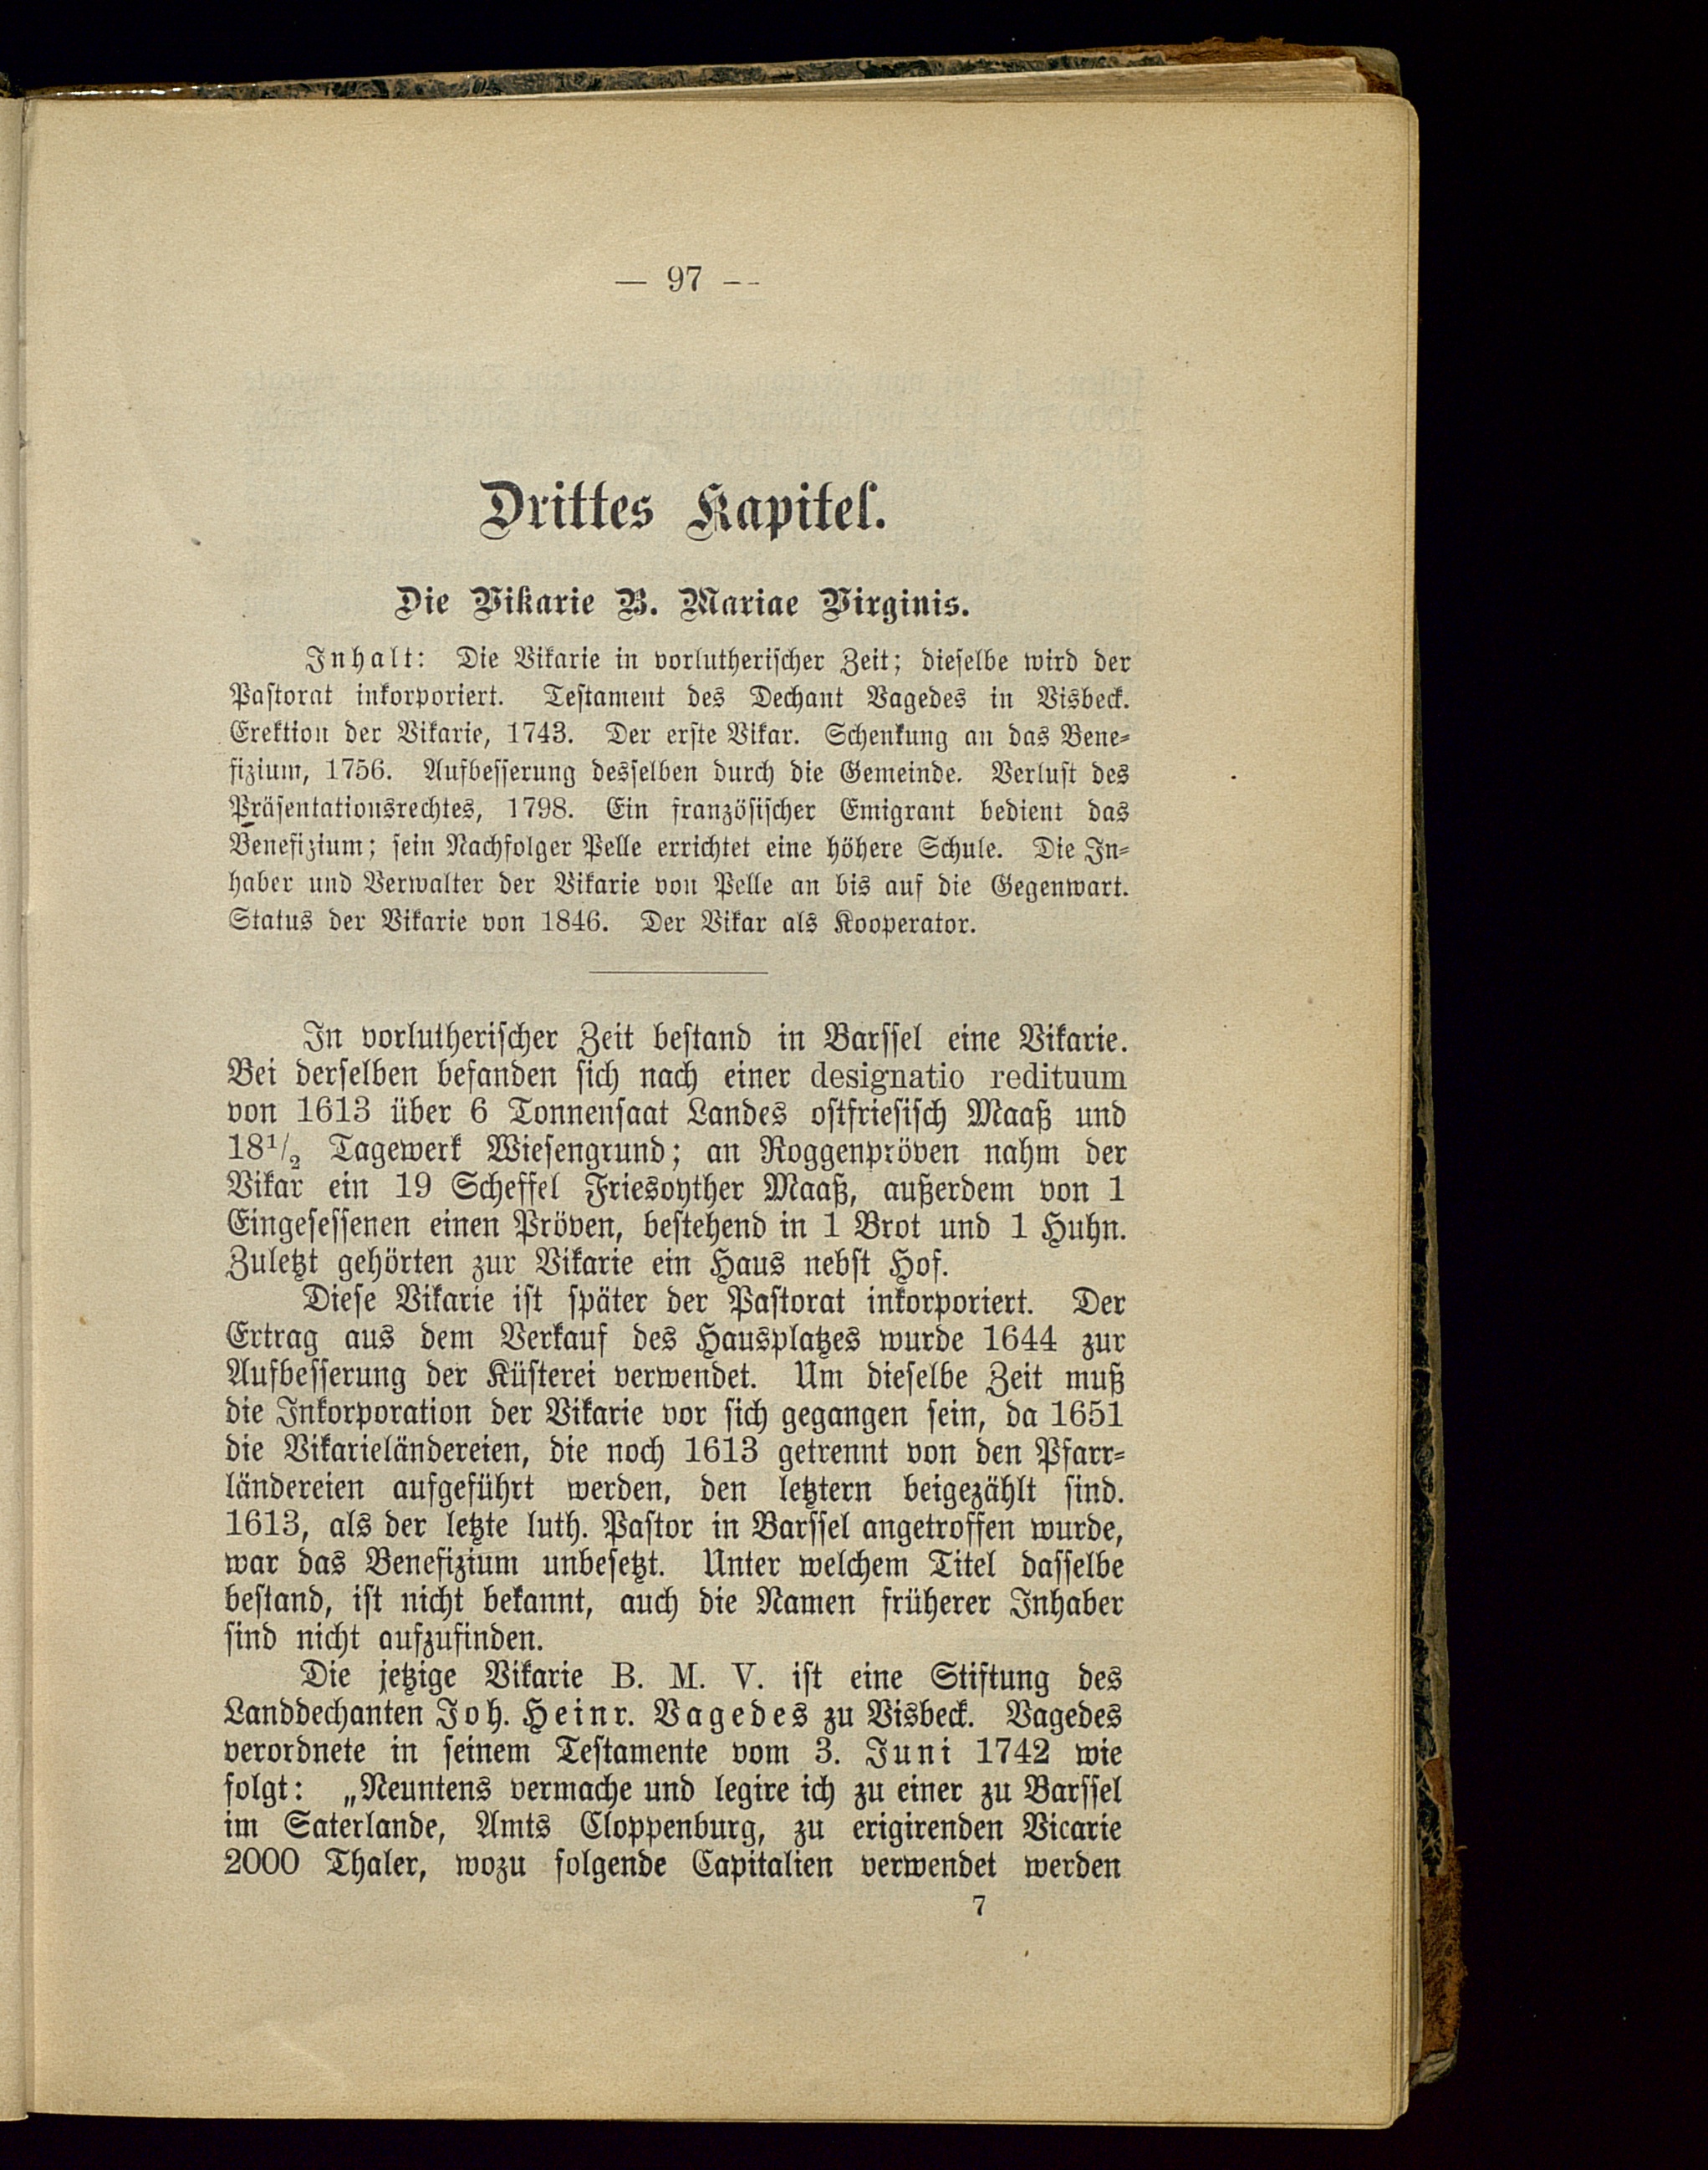 — 97 —
Drittes Kapitel.
Die Vikarie B. Mariae Virginis.
Inhalt: Die Vikarie in vorlutherischer Zeit; dieselbe wird der
Pastorat inkorporiert. Testament des Dechant Vagedes in Visbeck.
Erektion der Vikarie, 1743. Der erste Vikar. Schenkung an das Bene-
fizium, 1756. Aufbesserung desselben durch die Gemeinde. Verlust des
Präsentationsrechtes, 1798. Ein französischer Emigrant bedient das
Benefizium; sein Nachfolger Pelle errichtet eine höhere Schule. Die In-
haber und Verwalter der Vikarie von Pelle an bis auf die Gegenwart.
Status der Vikarie von 1846. Der Vikar als Kooperator.
In vorlutherischer Zeit bestand in Barssel eine Vikarie.
Bei derselben befanden sich nach einer designatio redituum
von 1613 über 6 Tonnensaat Landes ostfriesisch Maaß und
18 1/2 Tagewerk Wiesengrund; an Roggenpröven nahm der
Vikar ein 19 Scheffel Friesoyther Maaß, außerdem von 1
Eingesessenen einen Pröven, bestehend in 1 Brot und 1 Huhn.
Zuletzt gehörten zur Vikarie ein Haus nebst Hof.
Diese Vikarie ist später der Pastorat inkorporiert. Der
Ertrag aus dem Verkauf des Hausplatzes wurde 1644 zur
Aufbesserung der Küsterei verwendet. Um dieselbe Zeit muß
die Inkorporation der Vikarie vor sich gegangen sein, da 1651
die Vikarieländereien, die noch 1613 getrennt von den Pfarr-
ländereien aufgeführt werden, den letztern beigezählt sind.
1613, als der letzte luth. Pastor in Barssel angetroffen wurde,
war das Benefizium unbesetzt. Unter welchem Titel dasselbe
bestand, ist nicht bekannt, auch die Namen früherer Inhaber
sind nicht aufzufinden.
Die jetzige Vikarie B. M. V. ist eine Stiftung des
Landdechanten Joh. Heinr. Vagedes zu Visbeck. Vagedes
verordnete in seinem Testamente vom 3. Juni 1742 wie
folgt: „Neuntens vermache und legire ich zu einer zu Barssel
im Saterlande, Amts Cloppenburg, zu erigirenden Vicarie
2000 Thaler, wozu folgende Capitalien verwendet werden
7